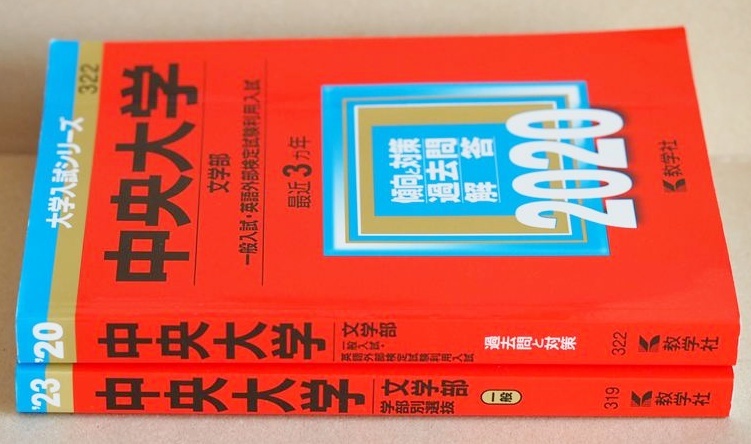 大学入試シリーズ
322
中央大学
文学部
一般入試・英語外部検定試験利用入試
最近3カ年
傾向と対策
過去問
解答
2020
教学社
'20
中央大学
文学部
一般入試・
英語外部検定試験利用入試
過去問と対策
322
教学社
'23
中央大学
文学部
学部別選抜
一般
319
教学社